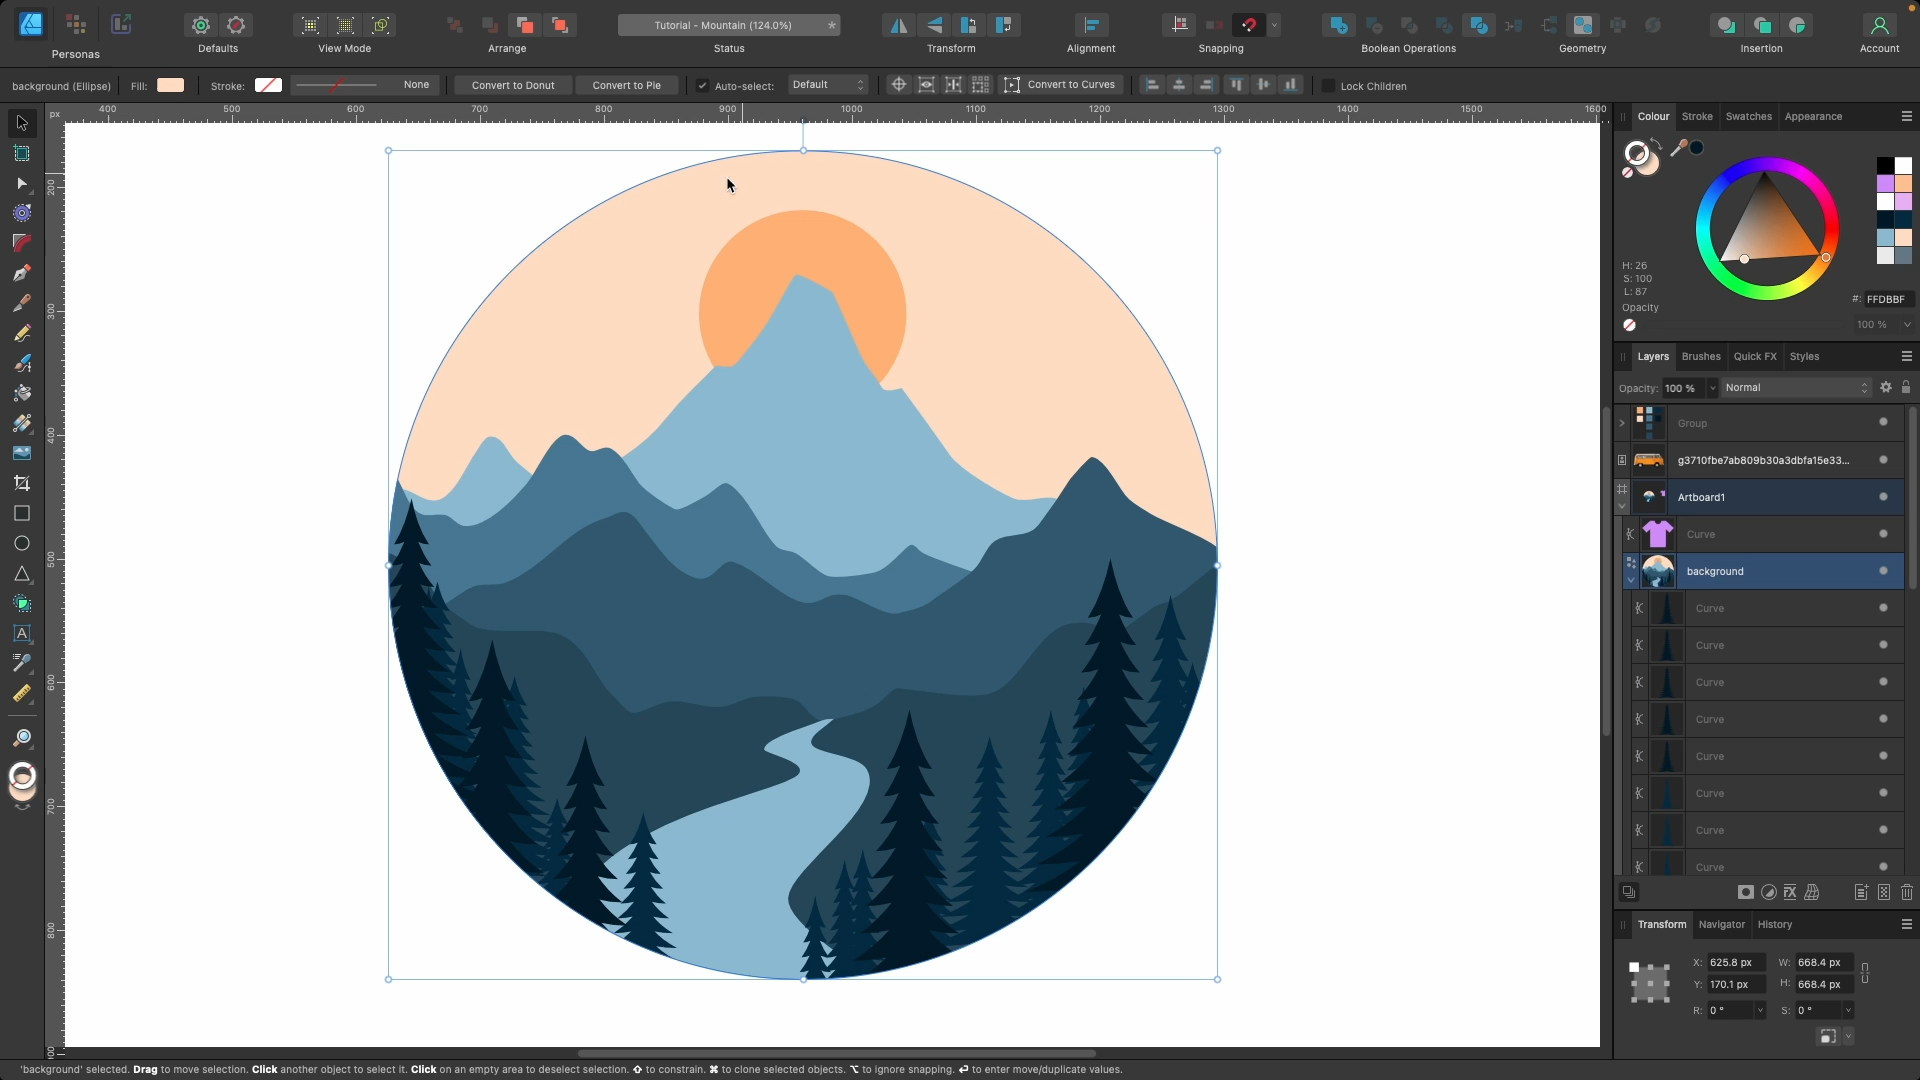 Personas
Defaults
View Mode
Arrange
Tutorial - Mountain (124.0%)
*
Status
Transform
Alignment
Snapping
Boolean Operations
Geometry
Insertion
Account
background (Ellipse)
Fill:
Stroke:
None
Convert to Donut
Convert to Pie
Auto-select:
Default
Convert to Curves
Lock Children
px
400
500
600
700
800
900
1000
1100
1200
1300
1400
1500
1600
200
300
400
500
600
700
800
Colour
Stroke
Swatches
Appearance
H: 26
S: 100
L: 87
#: FFDBBF
Opacity
100 %
Layers
Brushes
Quick FX
Styles
Opacity: 100 %
Normal
Group
g3710fbe7ab809b30a3dbfa15e33...
Artboard1
Curve
background
Curve
Curve
Curve
Curve
Curve
Curve
Curve
Curve
Transform
Navigator
History
X: 625.8 px
W: 668.4 px
Y: 170.1 px
H: 668.4 px
R: 0 °
S: 0 °
'background' selected. Drag to move selection. Click another object to select it. Click on an empty area to deselect selection. ⇧ to constrain. ⌘ to clone selected objects. ⌥ to ignore snapping. ↩ to enter move/duplicate values.